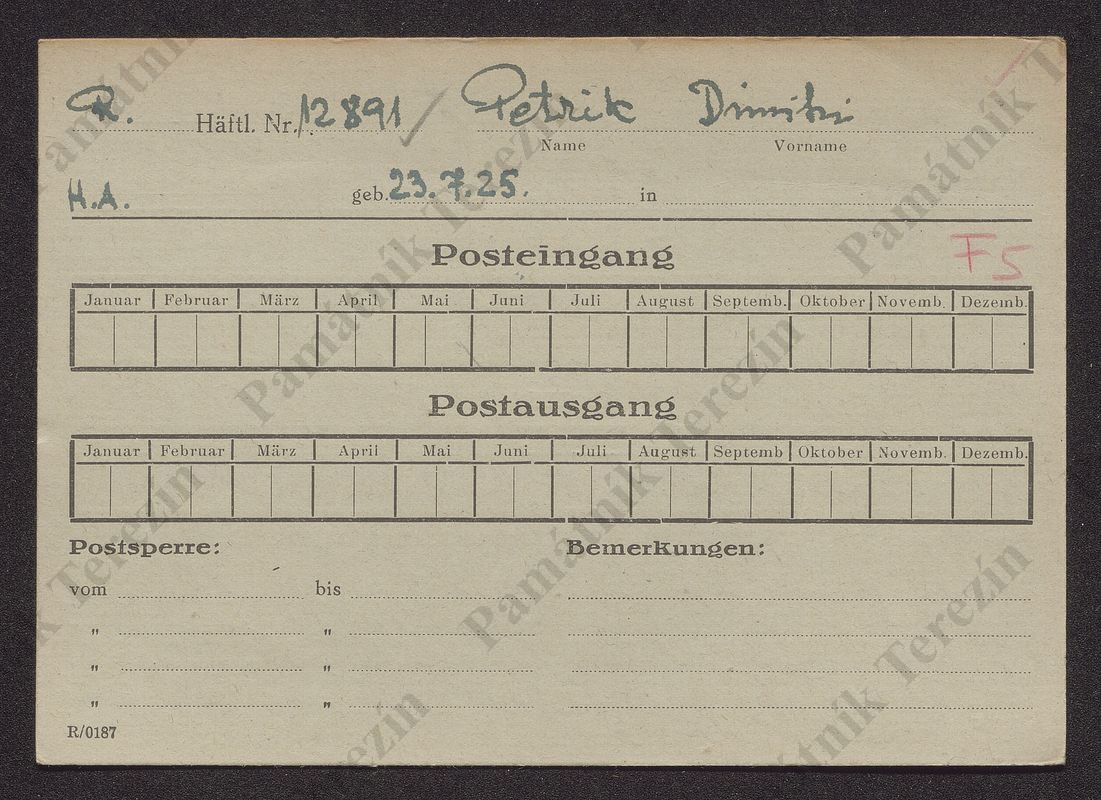 R. Häftl. Nr. 12891 / Petrik Dimitri
Name Vorname
H.A. geb. 23.7.25. in
F5
Posteingang
Januar Februar März April Mai Juni Juli August Septemb. Oktober Novemb. Dezemb.
Postausgang
Januar Februar März April Mai Juni Juli August Septemb Oktober Novemb. Dezemb.
Postsperre: Bemerkungen:
vom bis
" "
" "
" "
R/0187
Památník Terezín